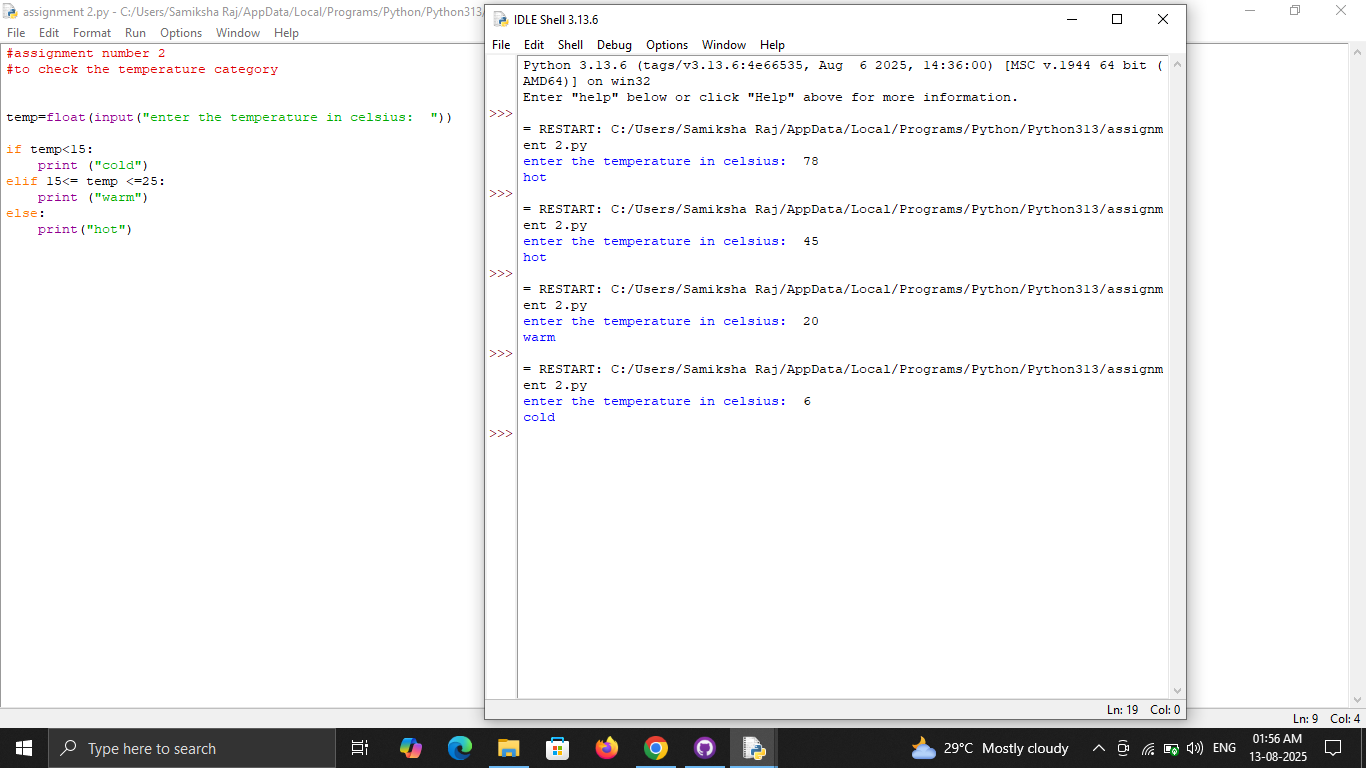 assignment 2.py - C:/Users/Samiksha Raj/AppData/Local/Programs/Python/Python313/
File Edit Format Run Options Window Help
#assignment number 2
#to check the temperature category
temp=float(input("enter the temperature in celsius:  "))
if temp<15:
    print ("cold")
elif 15<= temp <=25:
    print ("warm")
else:
    print("hot")
Ln: 9 Col: 4
IDLE Shell 3.13.6
File Edit Shell Debug Options Window Help
Python 3.13.6 (tags/v3.13.6:4e66535, Aug  6 2025, 14:36:00) [MSC v.1944 64 bit (
AMD64)] on win32
Enter "help" below or click "Help" above for more information.
>>>
= RESTART: C:/Users/Samiksha Raj/AppData/Local/Programs/Python/Python313/assignm
ent 2.py
enter the temperature in celsius:  78
hot
>>>
= RESTART: C:/Users/Samiksha Raj/AppData/Local/Programs/Python/Python313/assignm
ent 2.py
enter the temperature in celsius:  45
hot
>>>
= RESTART: C:/Users/Samiksha Raj/AppData/Local/Programs/Python/Python313/assignm
ent 2.py
enter the temperature in celsius:  20
warm
>>>
= RESTART: C:/Users/Samiksha Raj/AppData/Local/Programs/Python/Python313/assignm
ent 2.py
enter the temperature in celsius:  6
cold
>>>
Ln: 19 Col: 0
Type here to search
29°C Mostly cloudy
ENG
01:56 AM
13-08-2025